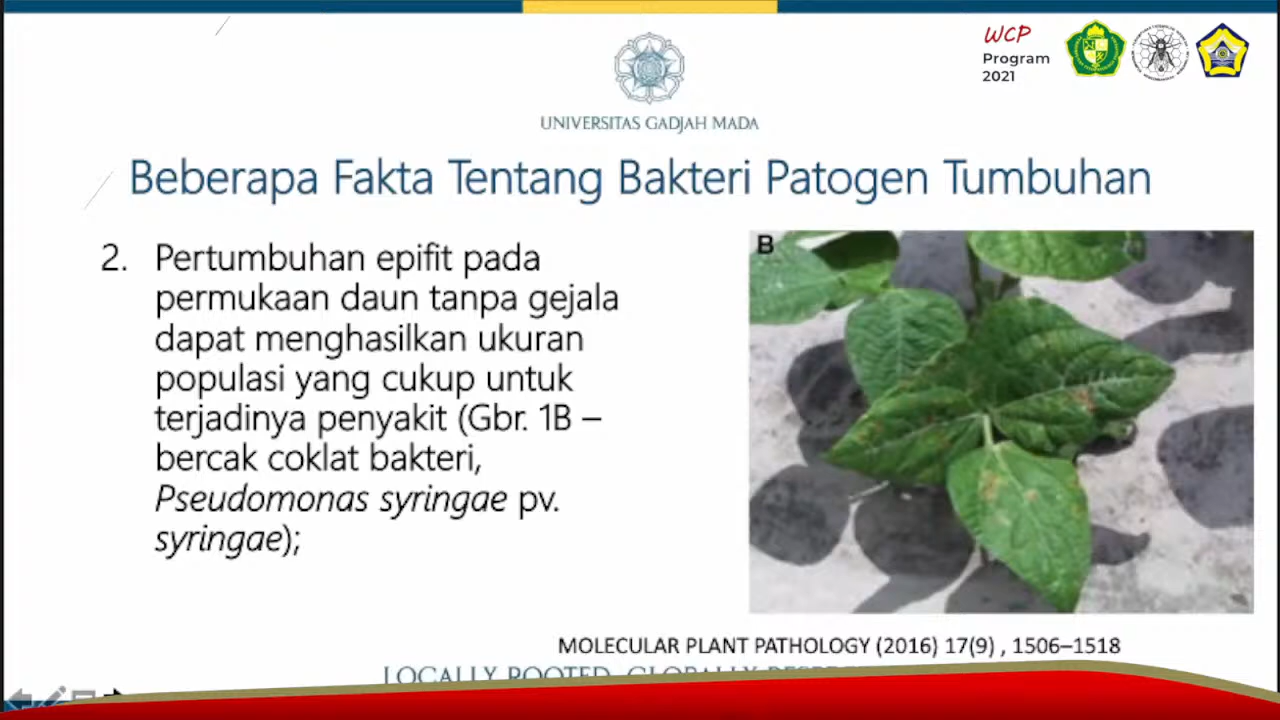 WCP
Program
2021
UNIVERSITAS GADJAH MADA
Beberapa Fakta Tentang Bakteri Patogen Tumbuhan
2. Pertumbuhan epifit pada
permukaan daun tanpa gejala
dapat menghasilkan ukuran
populasi yang cukup untuk
terjadinya penyakit (Gbr. 1B –
bercak coklat bakteri,
Pseudomonas syringae pv.
syringae);
B
MOLECULAR PLANT PATHOLOGY (2016) 17(9) , 1506–1518
LOCALLY ROOTED, GLOBALLY